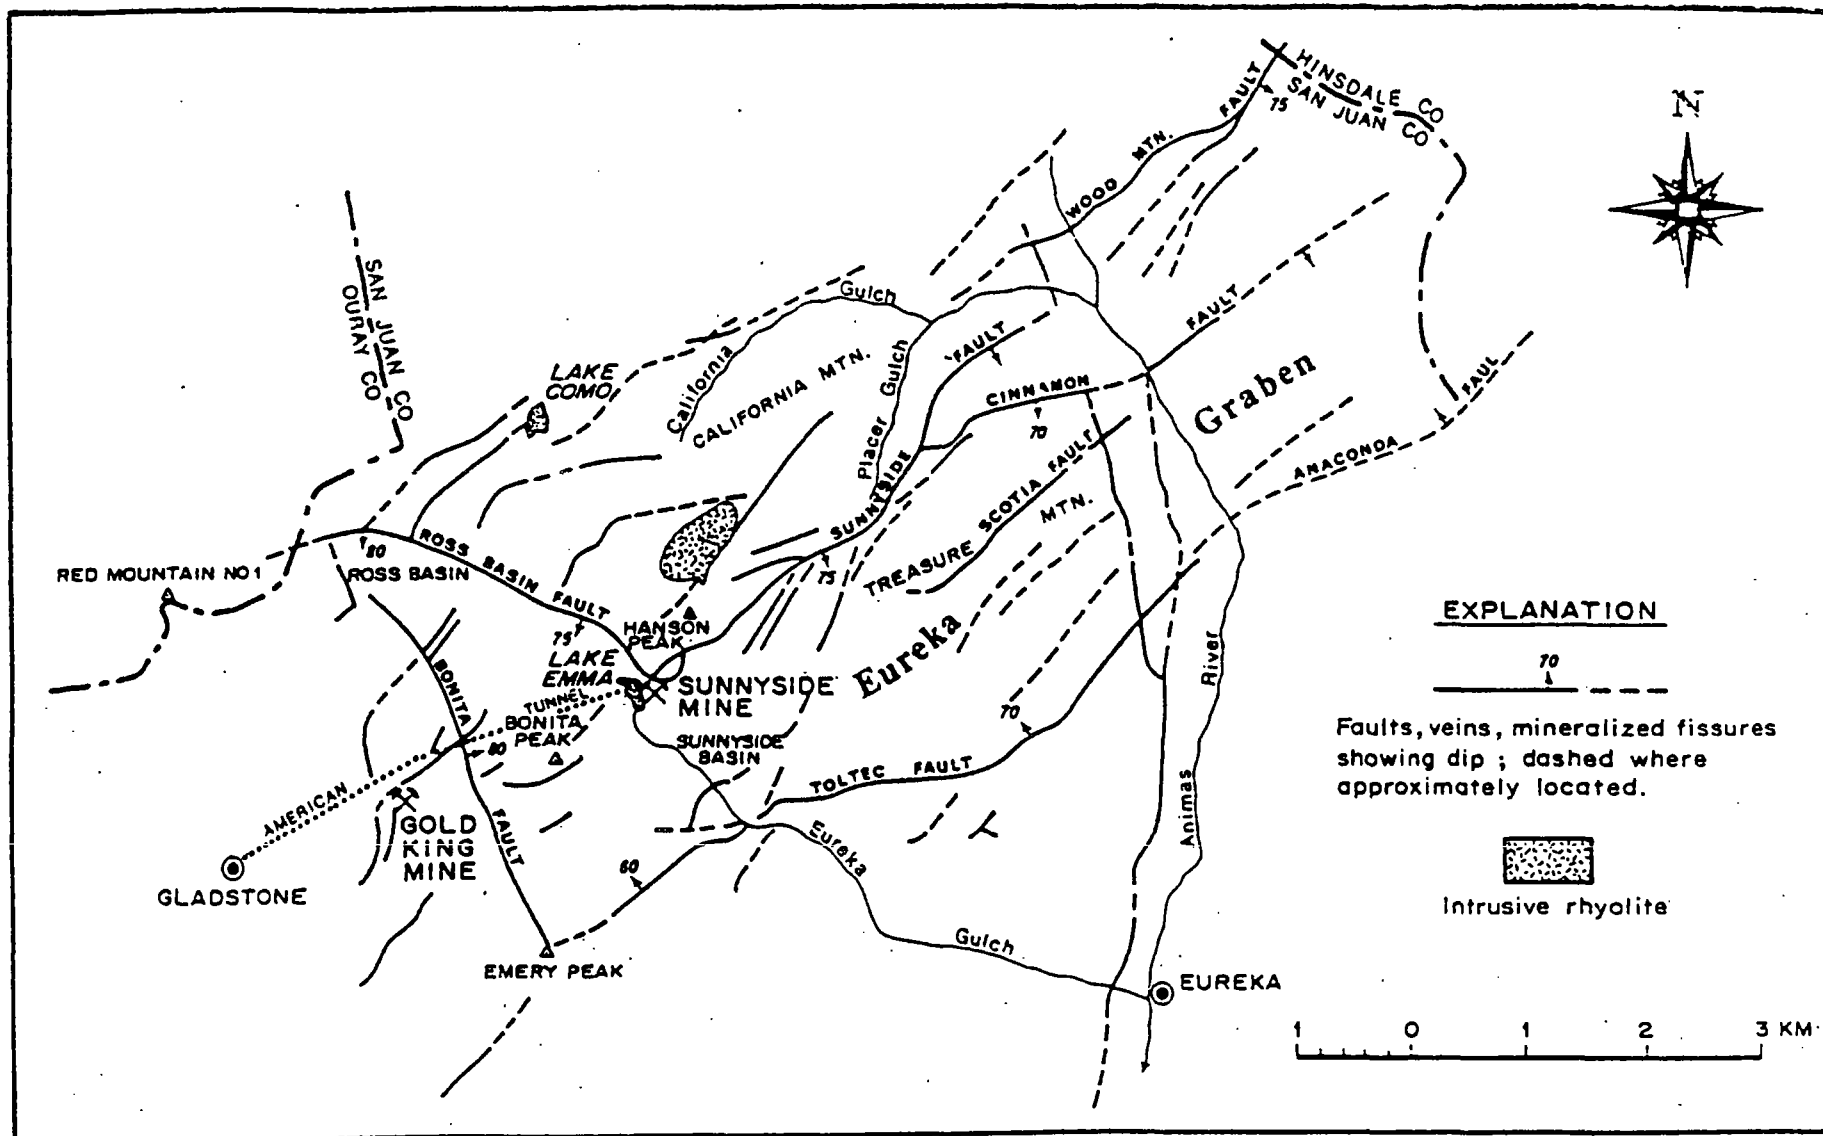 HINSDALE CO
SAN JUAN CO
N
WOOD MTN. FAULT
75
SAN JUAN CO
OURAY CO
California Gulch
Placer Gulch
CALIFORNIA MTN.
LAKE
COMO
FAULT
CINNAMON FAULT
70
Graben
ANACONDA FAUL
SUNNYSIDE
75
TREASURE
SCOTIA FAULT
MTN.
Eureka
ROSS BASIN FAULT
80
ROSS BASIN
75
RED MOUNTAIN NO 1
HANSON
PEAK
LAKE
EMMA
SUNNYSIDE
MINE
SUNNYSIDE
BASIN
AMERICAN TUNNEL
BONITA
PEAK
BONITA FAULT
80
GOLD
KING
MINE
GLADSTONE
TOLTEC FAULT
70
60
EMERY PEAK
Eureka Gulch
Animas River
EUREKA
EXPLANATION
70
Faults, veins, mineralized fissures
showing dip ; dashed where
approximately located.
Intrusive rhyolite
1 0 1 2 3 KM